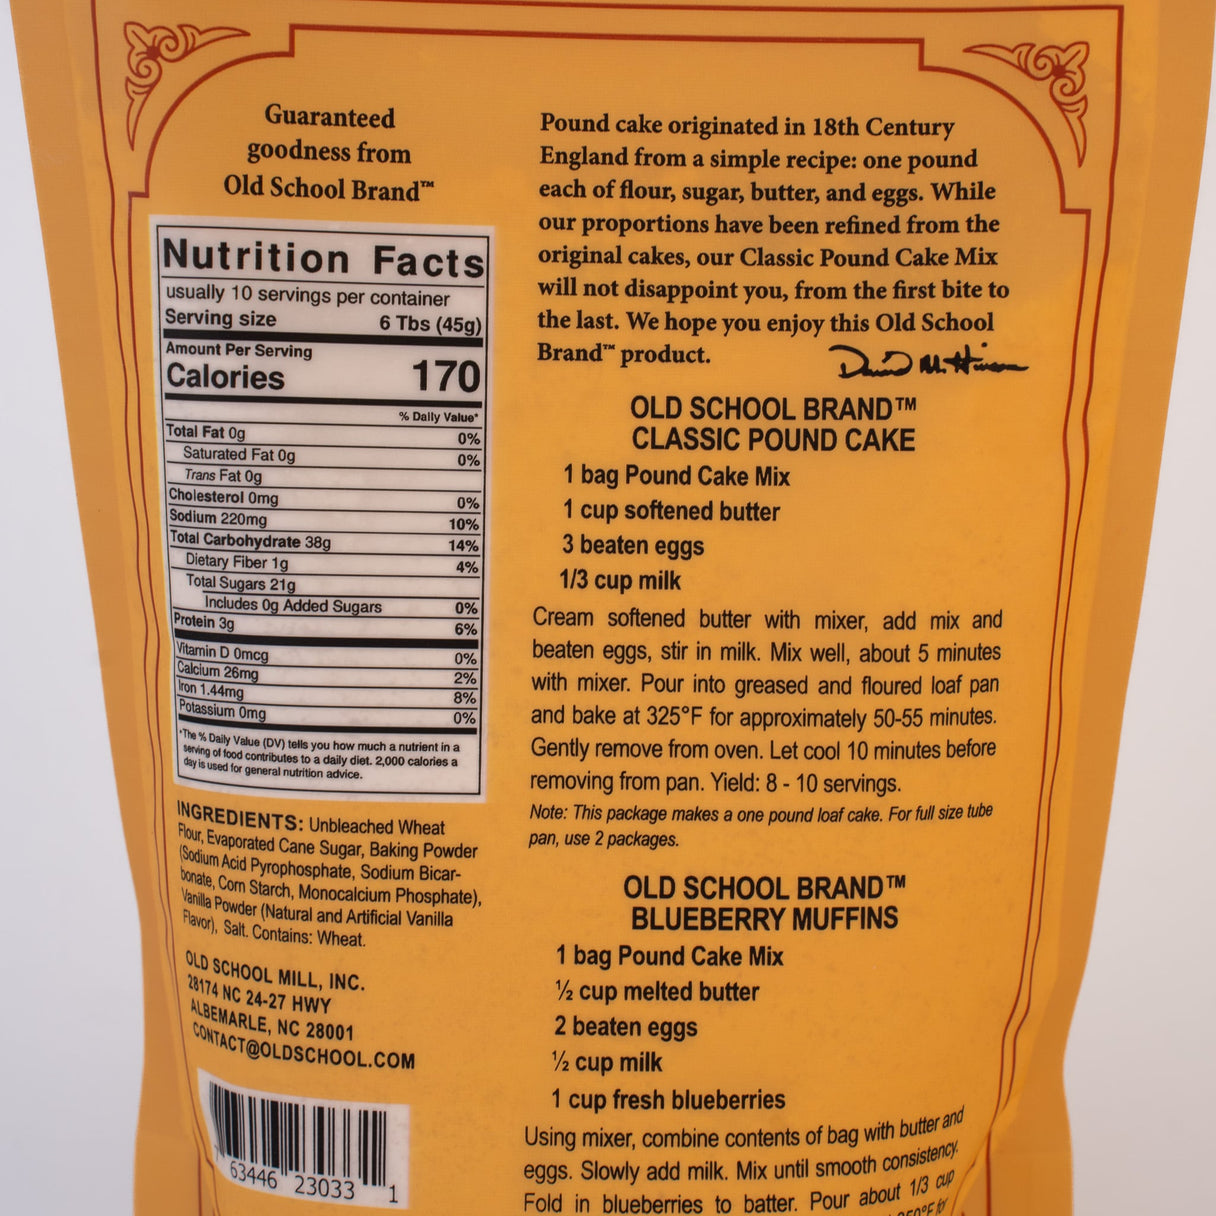 Guaranteed
goodness from
Old School Brand™
Nutrition Facts
usually 10 servings per container
Serving size 6 Tbs (45g)
Amount Per Serving
Calories 170
% Daily Value*
Total Fat 0g 0%
Saturated Fat 0g 0%
Trans Fat 0g
Cholesterol 0mg 0%
Sodium 220mg 10%
Total Carbohydrate 38g 14%
Dietary Fiber 1g 4%
Total Sugars 21g
Includes 0g Added Sugars 0%
Protein 3g 6%
Vitamin D 0mcg 0%
Calcium 26mg 2%
Iron 1.44mg 8%
Potassium 0mg 0%
*The % Daily Value (DV) tells you how much a nutrient in a
serving of food contributes to a daily diet. 2,000 calories a
day is used for general nutrition advice.
INGREDIENTS: Unbleached Wheat
Flour, Evaporated Cane Sugar, Baking Powder
(Sodium Acid Pyrophosphate, Sodium Bicar-
bonate, Corn Starch, Monocalcium Phosphate),
Vanilla Powder (Natural and Artificial Vanilla
Flavor), Salt. Contains: Wheat.
OLD SCHOOL MILL, INC.
28174 NC 24-27 HWY
ALBEMARLE, NC 28001
CONTACT@OLDSCHOOL.COM
7 63446 23033 1
Pound cake originated in 18th Century
England from a simple recipe: one pound
each of flour, sugar, butter, and eggs. While
our proportions have been refined from the
original cakes, our Classic Pound Cake Mix
will not disappoint you, from the first bite to
the last. We hope you enjoy this Old School
Brand™ product.
OLD SCHOOL BRAND™
CLASSIC POUND CAKE
1 bag Pound Cake Mix
1 cup softened butter
3 beaten eggs
1/3 cup milk
Cream softened butter with mixer, add mix and
beaten eggs, stir in milk. Mix well, about 5 minutes
with mixer. Pour into greased and floured loaf pan
and bake at 325°F for approximately 50-55 minutes.
Gently remove from oven. Let cool 10 minutes before
removing from pan. Yield: 8 - 10 servings.
Note: This package makes a one pound loaf cake. For full size tube
pan, use 2 packages.
OLD SCHOOL BRAND™
BLUEBERRY MUFFINS
1 bag Pound Cake Mix
½ cup melted butter
2 beaten eggs
½ cup milk
1 cup fresh blueberries
Using mixer, combine contents of bag with butter and
eggs. Slowly add milk. Mix until smooth consistency.
Fold in blueberries to batter. Pour about 1/3 cup